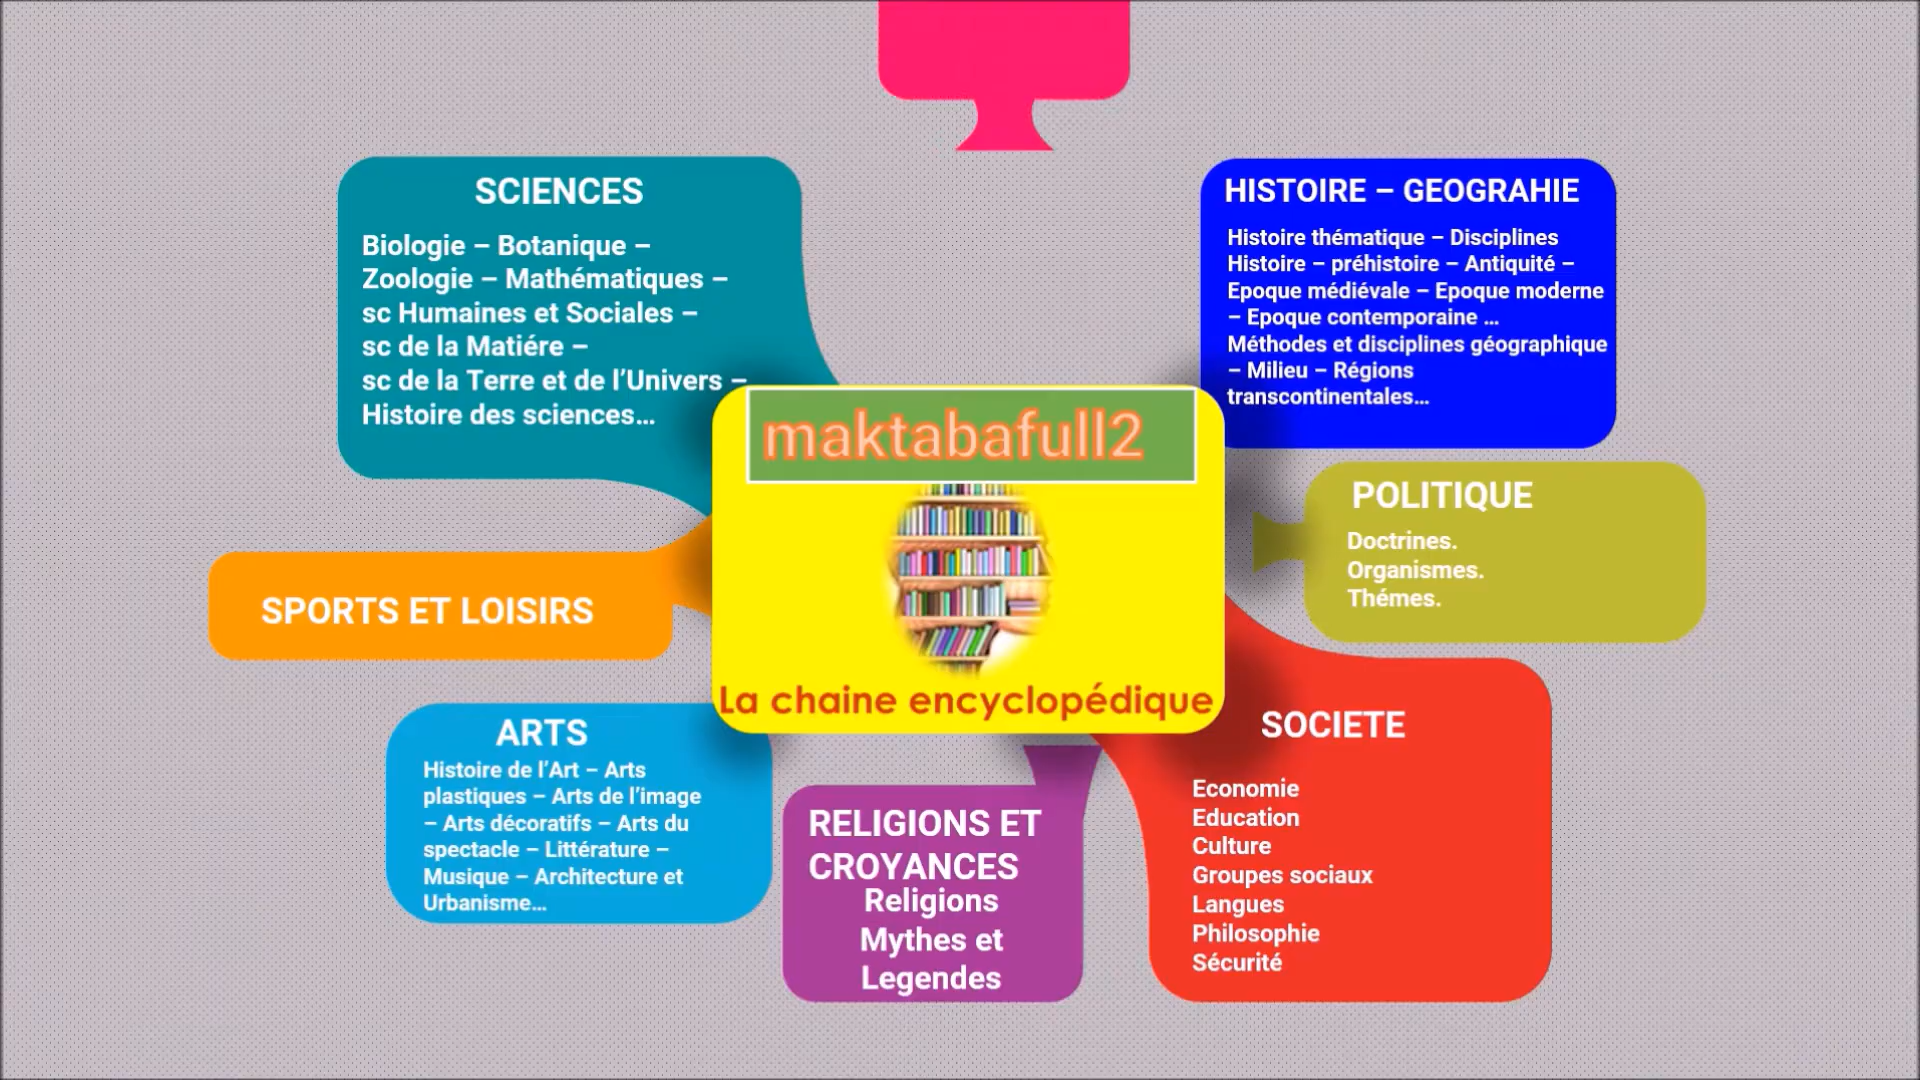 SCIENCES
Biologie – Botanique –
Zoologie – Mathématiques –
sc Humaines et Sociales –
sc de la Matiére –
sc de la Terre et de l’Univers –
Histoire des sciences...
HISTOIRE – GEOGRAHIE
Histoire thématique – Disciplines
Histoire – préhistoire – Antiquité –
Epoque médiévale – Epoque moderne
– Epoque contemporaine ...
Méthodes et disciplines géographique
– Milieu – Régions
transcontinentales...
maktabafull2
La chaine encyclopédique
POLITIQUE
Doctrines.
Organismes.
Thémes.
SPORTS ET LOISIRS
ARTS
Histoire de l’Art – Arts
plastiques – Arts de l’image
– Arts décoratifs – Arts du
spectacle – Littérature –
Musique – Architecture et
Urbanisme...
RELIGIONS ET
CROYANCES
Religions
Mythes et
Legendes
SOCIETE
Economie
Education
Culture
Groupes sociaux
Langues
Philosophie
Sécurité